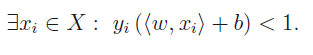 ∃xᵢ ∈ X : yᵢ (⟨w, xᵢ⟩ + b) < 1.